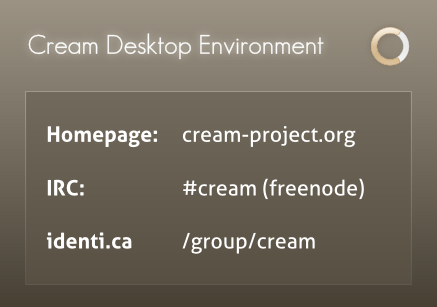 Cream Desktop Environment
Homepage: cream-project.org
IRC: #cream (freenode)
identi.ca /group/cream